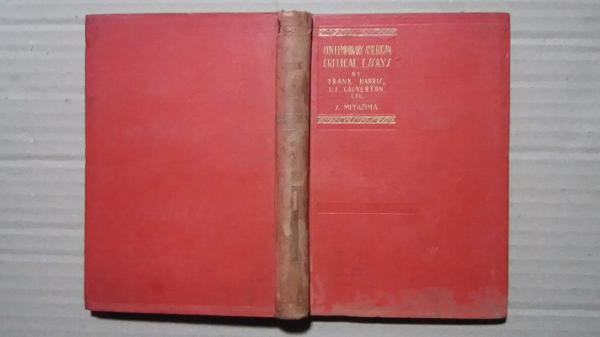 CONTEMPORARY AMERICAN
CRITICAL ESSAYS
BY
FRANK HARRIS,
V.F. CALVERTON
ETC.
S. MIYAZIMA